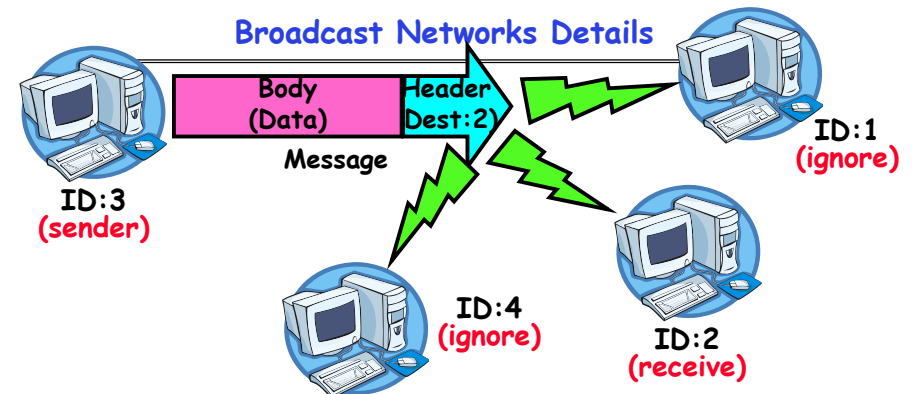 Broadcast Networks Details
Body
(Data)
Header
Dest:2)
Message
ID:3
(sender)
ID:1
(ignore)
ID:4
(ignore)
ID:2
(receive)